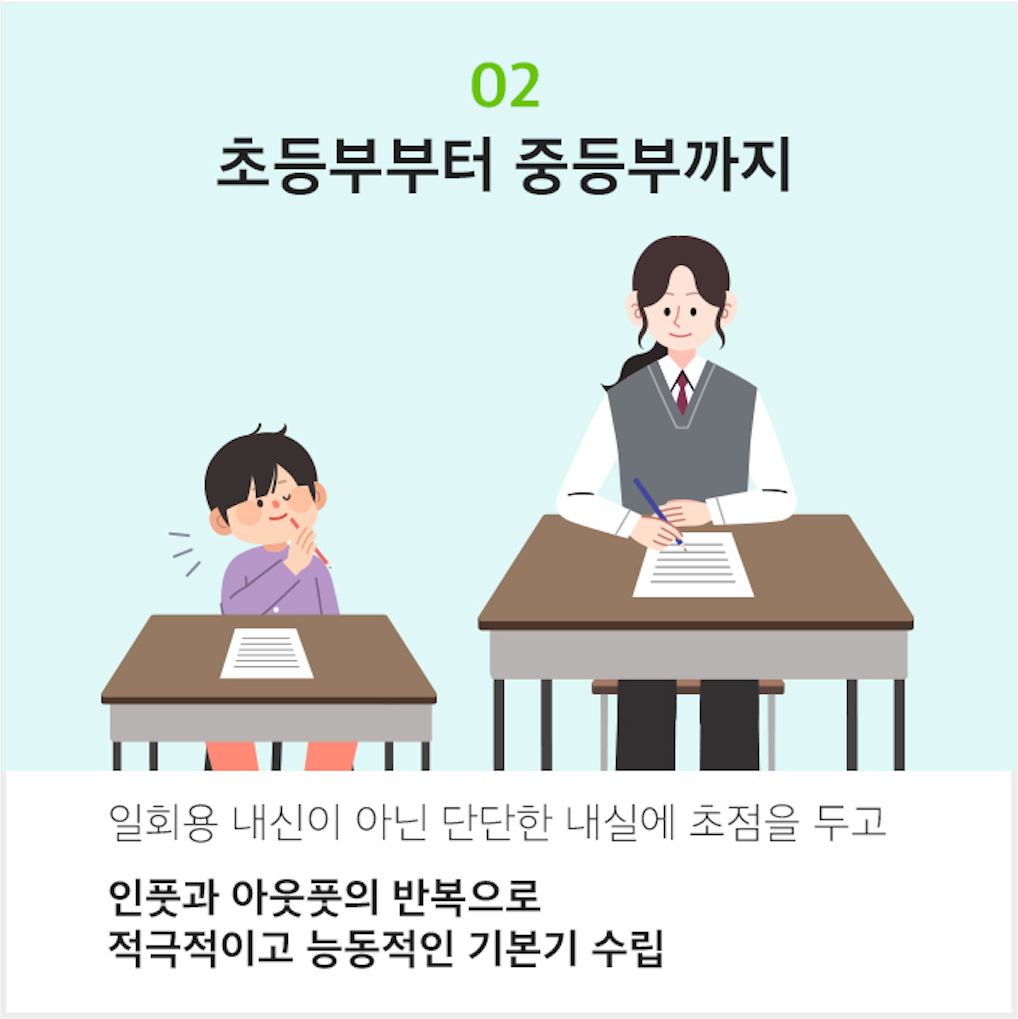 02
초등부부터 중등부까지
일회용 내신이 아닌 단단한 내실에 초점을 두고
인풋과 아웃풋의 반복으로
적극적이고 능동적인 기본기 수립